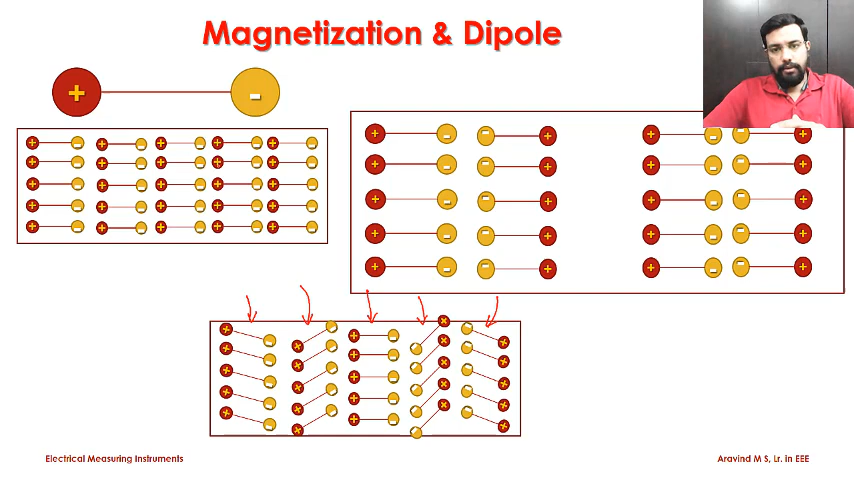 Magnetization & Dipole
Electrical Measuring Instruments
Aravind M S, Lr. in EEE